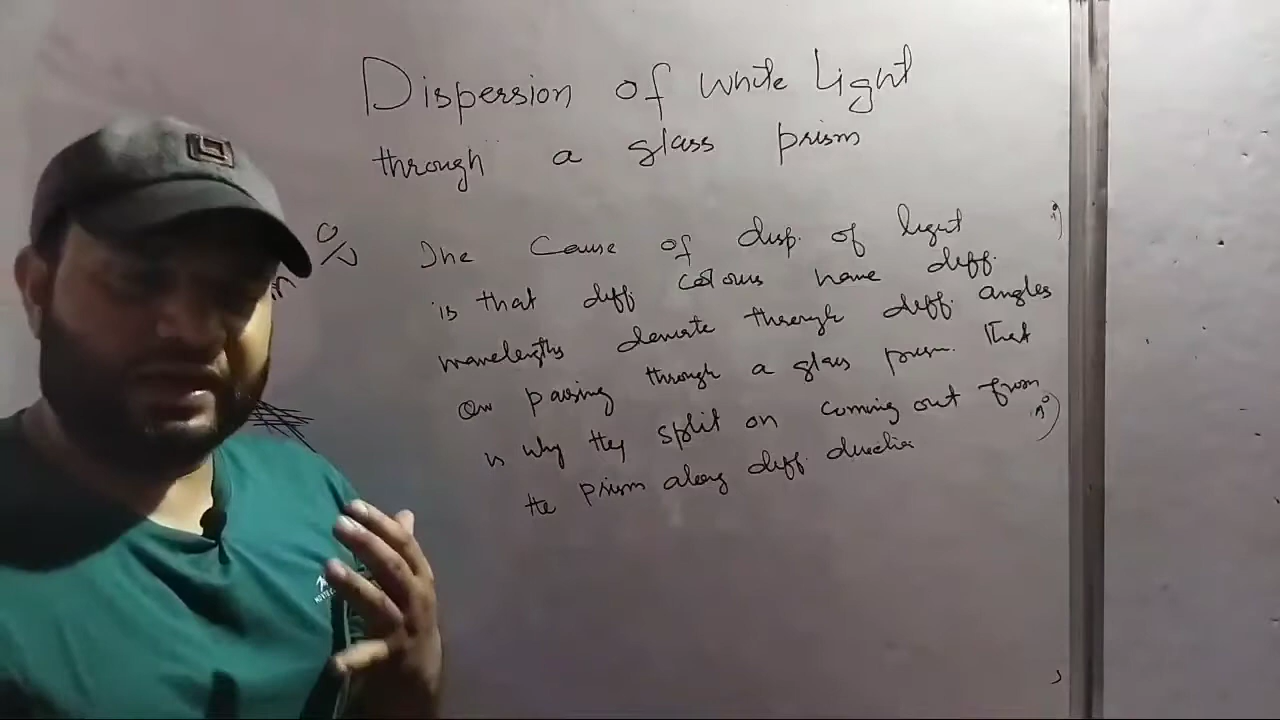 Dispersion of white Light
through a glass prism
The Cause of disp. of light
is that diff. colours have diff.
wavelengths deviate through diff. angles
on passing through a glass prism. That
is why they split on coming out from
the prism along diff.